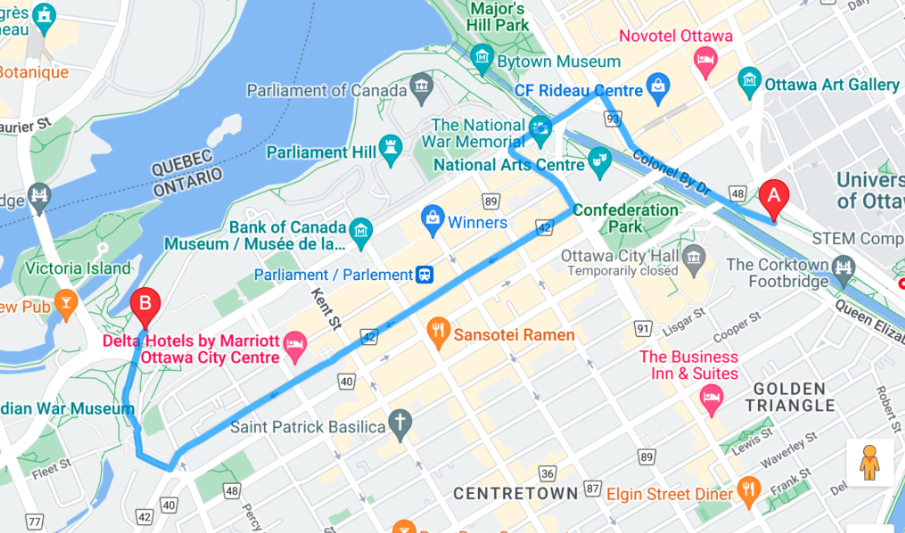 Major's
Hill Park
grès
neau
Novotel Ottawa
Bytown Museum
Botanique
Parliament of Canada
CF Rideau Centre
Ottawa Art Gallery
aurier St
93
The National
War Memorial
Parliament Hill
QUEBEC
ONTARIO
National Arts Centre
Colonel By Dr
48
A
Univers
of Ottaw
dge
89
Winners
42
Confederation
Park
Bank of Canada
Museum / Musée de la...
STEM Comp
Ottawa City Hall
Temporarily closed
Victoria Island
Parliament / Parlement
The Corktown
Footbridge
ew Pub
B
Kent St
Queen Elizab
Lisgar St
Cooper St
91
Delta Hotels by Marriott
Ottawa City Centre
42
Sansotei Ramen
The Business
Inn & Suites
40
GOLDEN
TRIANGLE
Robert S
dian War Museum
Saint Patrick Basilica
Lewis St
Waverley St
Fleet St
89
36
Frank St
Del
48
40
42
77
CENTRETOWN
87
Elgin Street Diner
Percy